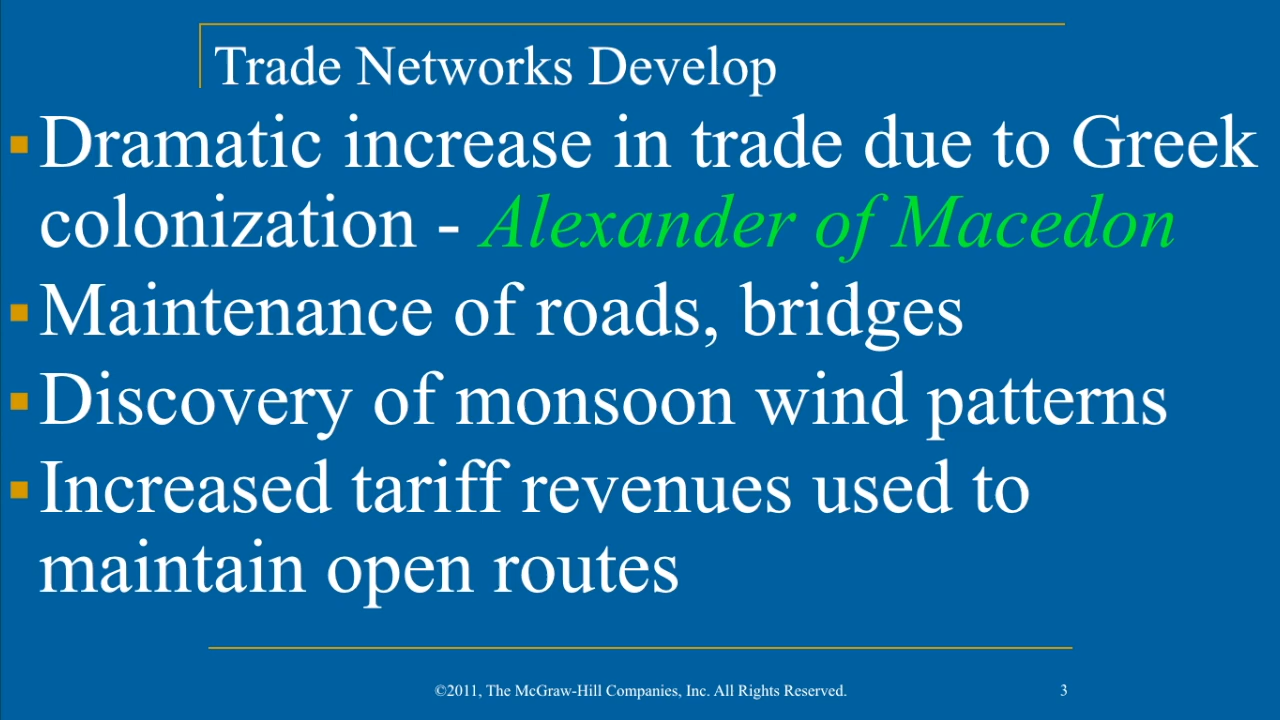 Trade Networks Develop
Dramatic increase in trade due to Greek
colonization - Alexander of Macedon
Maintenance of roads, bridges
Discovery of monsoon wind patterns
Increased tariff revenues used to
maintain open routes
©2011, The McGraw-Hill Companies, Inc. All Rights Reserved.
3